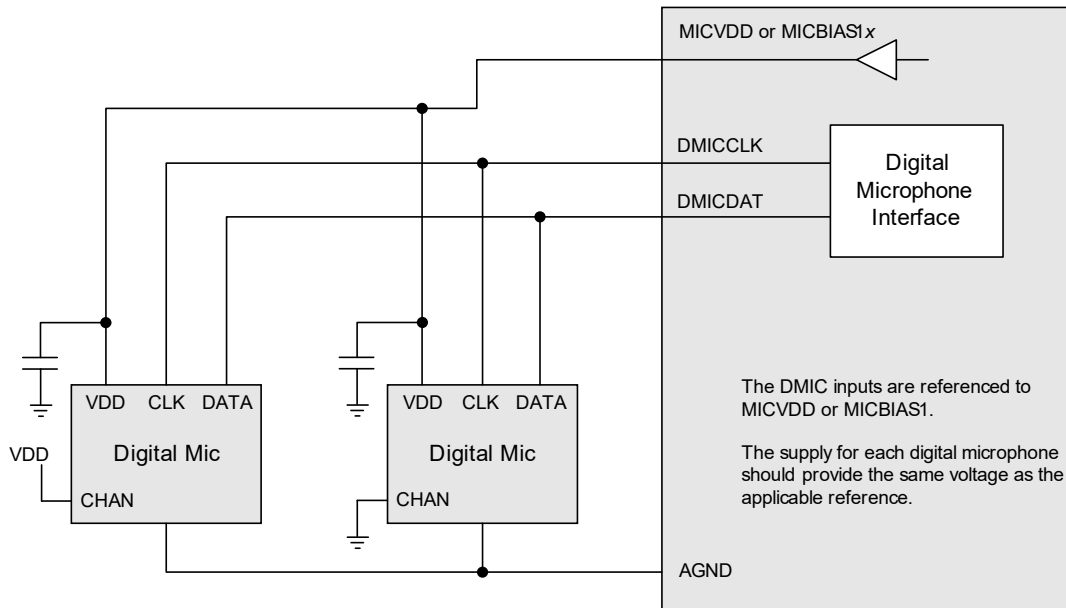 MICVDD or MICBIAS1x
DMICCLK
DMICDAT
Digital
Microphone
Interface
VDD CLK DATA
Digital Mic
VDD
CHAN
VDD CLK DATA
Digital Mic
CHAN
The DMIC inputs are referenced to
MICVDD or MICBIAS1.
The supply for each digital microphone
should provide the same voltage as the
applicable reference.
AGND